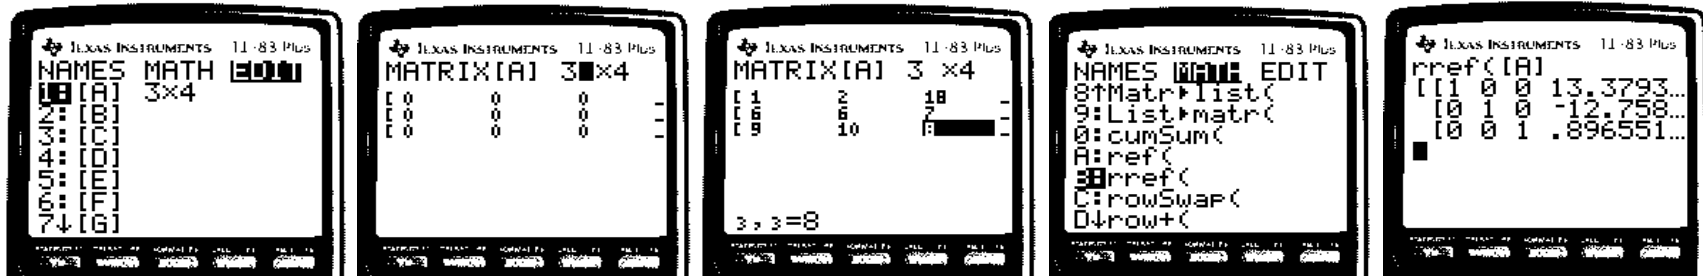 TEXAS INSTRUMENTS TI-83 Plus
NAMES MATH EDIT
1:[A] 3×4
2:[B]
3:[C]
4:[D]
5:[E]
6:[F]
7↓[G]
TEXAS INSTRUMENTS TI-83 Plus
MATRIX[A] 3 ×4
[ 0 0 0
[ 0 0 0
[ 0 0 0
TEXAS INSTRUMENTS TI-83 Plus
MATRIX[A] 3 ×4
[ 1 2 18
[ 6 6 7
[ 9 10
3,3=8
TEXAS INSTRUMENTS TI-83 Plus
NAMES MATH EDIT
8↑Matr▶list(
9:List▶matr(
0:cumSum(
A:ref(
B:rref(
C:rowSwap(
D↓row+(
TEXAS INSTRUMENTS TI-83 Plus
rref([A]
[[1 0 0 13.3793…
[0 1 0 -12.758…
[0 0 1 .896551…